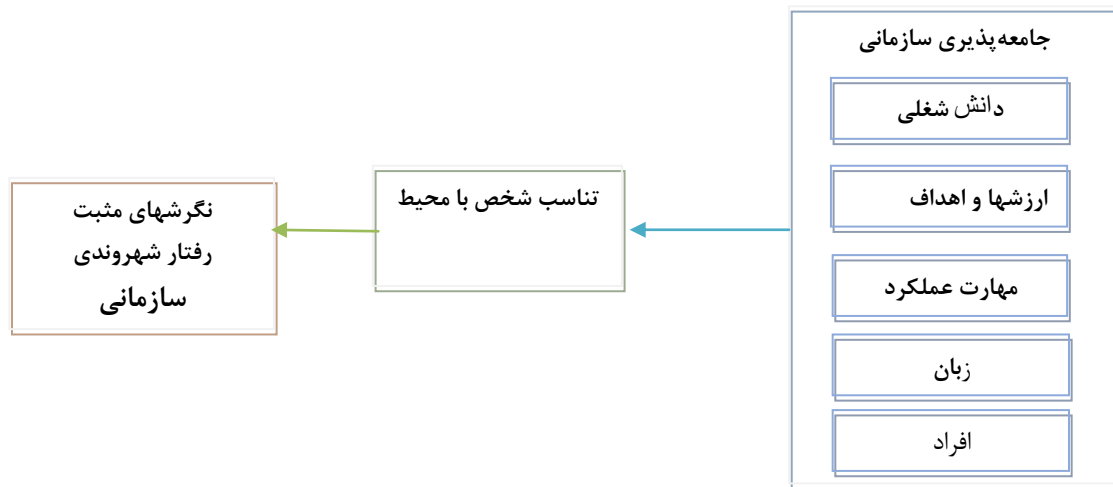 جامعه‌پذیری سازمانی
دانش شغلی
ارزشها و اهداف
مهارت عملکرد
زبان
افراد
تناسب شخص با محیط
نگرشهای مثبت
رفتار شهروندی
سازمانی